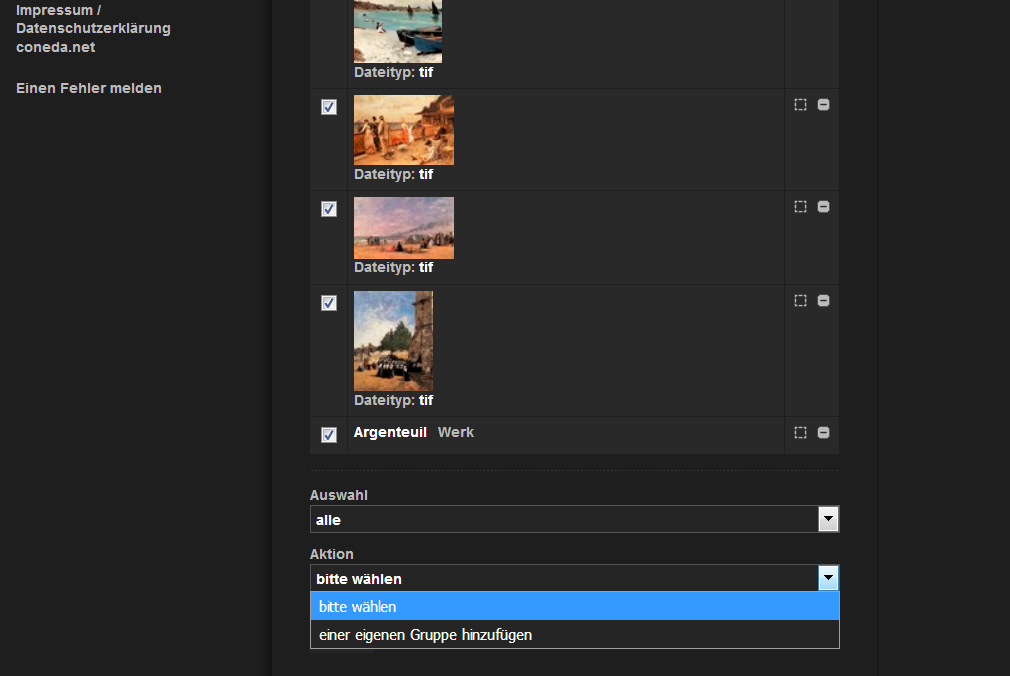 Impressum /
Datenschutzerklärung
coneda.net
Einen Fehler melden
Dateityp: tif
Dateityp: tif
Dateityp: tif
Dateityp: tif
Argenteuil Werk
Auswahl
alle
Aktion
bitte wählen
bitte wählen
einer eigenen Gruppe hinzufügen